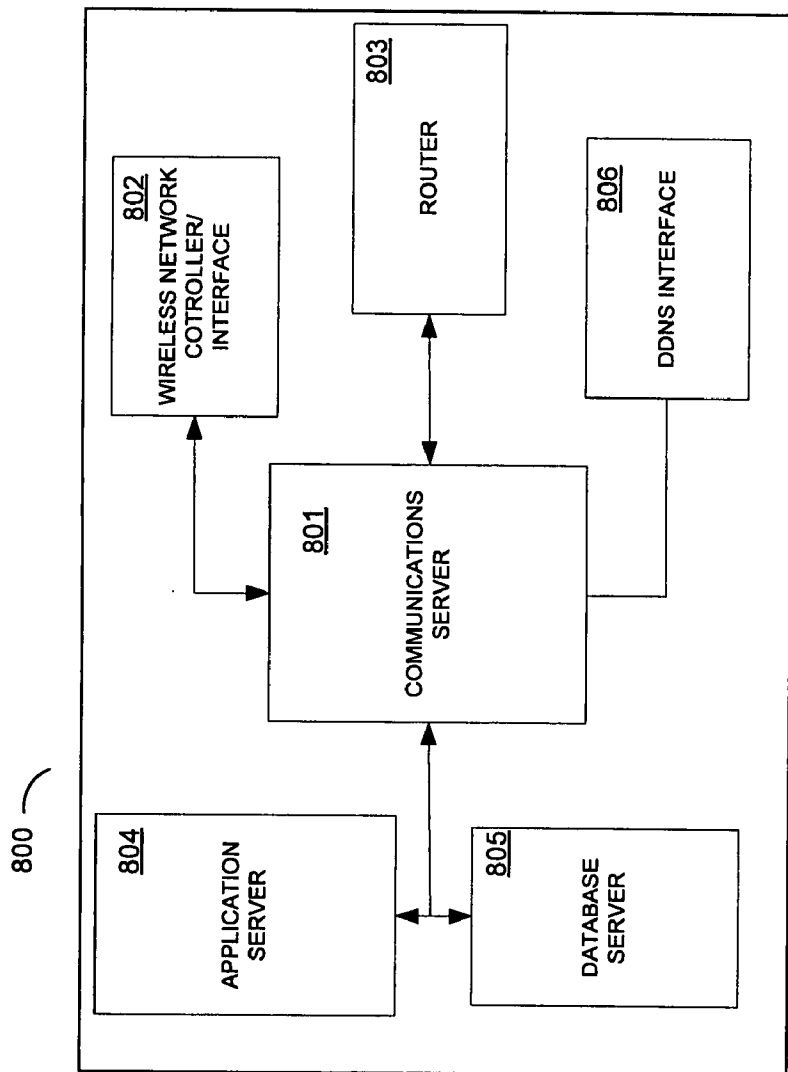 800
804
APPLICATION
SERVER
805
DATABASE
SERVER
801
COMMUNICATIONS
SERVER
802
WIRELESS NETWORK
COTROLLER/
INTERFACE
803
ROUTER
806
DDNS INTERFACE